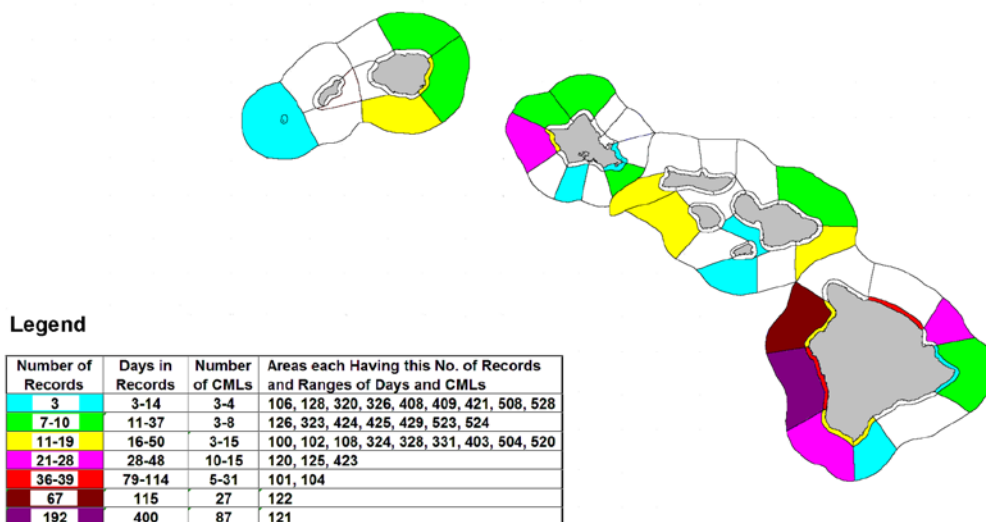 Legend
Number of Records Days in Records Number of CMLs Areas each Having this No. of Records and Ranges of Days and CMLs
3 3-14 3-4 106, 128, 320, 326, 408, 409, 421, 508, 528
7-10 11-37 3-8 126, 323, 424, 425, 429, 523, 524
11-19 16-50 3-15 100, 102, 108, 324, 328, 331, 403, 504, 520
21-28 28-48 10-15 120, 125, 423
36-39 79-114 5-31 101, 104
67 115 27 122
192 400 87 121